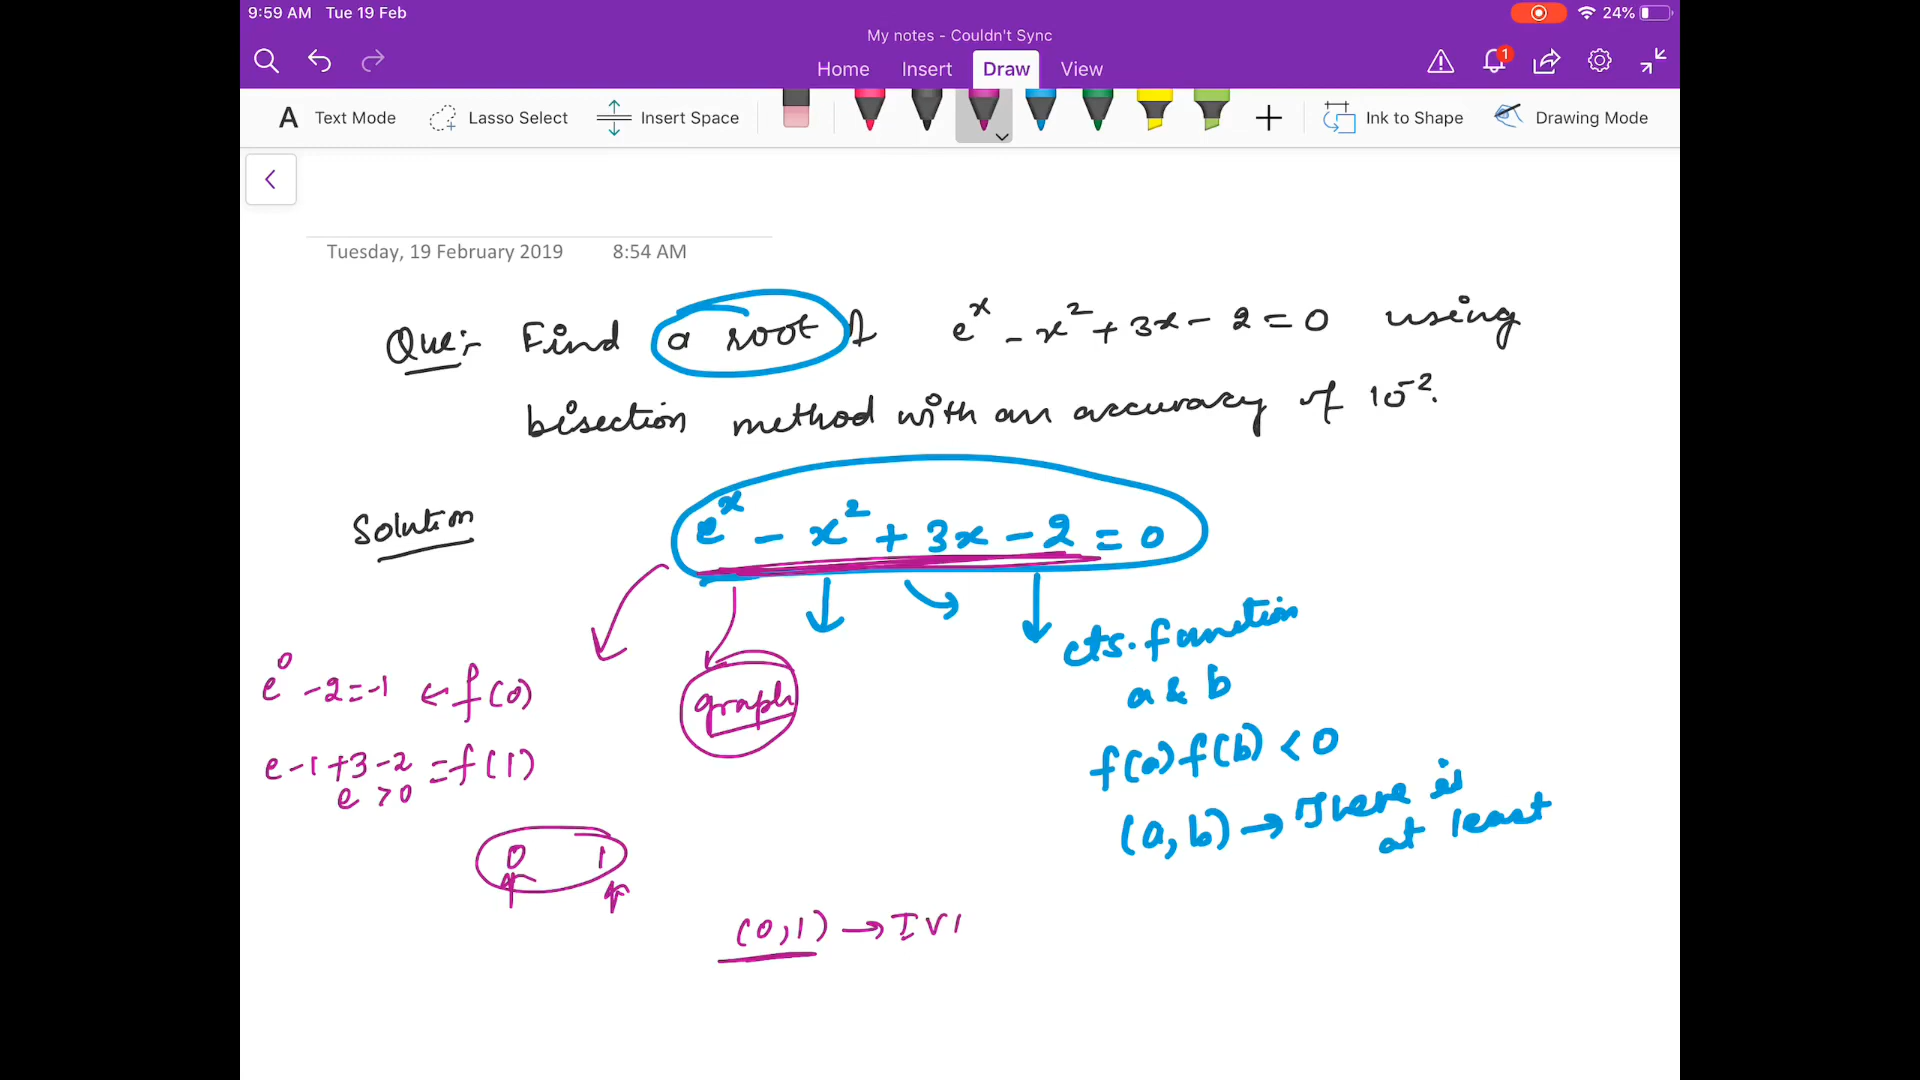 9:59 AM Tue 19 Feb
24%
My notes - Couldn't Sync
Home Insert Draw View
1
A Text Mode Lasso Select Insert Space + Ink to Shape Drawing Mode
Tuesday, 19 February 2019 8:54 AM
Que:- Find a root of e^x - x^2 + 3x - 2 = 0 using
bisection method with an accuracy of 10^-2.
Solution
e^x - x^2 + 3x - 2 = 0
cts. function
a & b
f(a) f(b) < 0
(a, b) → There is
at least
graph
e^0 - 2 = -1 ← f(0)
e - 1 + 3 - 2 = f(1)
e > 0
0 1
(0, 1) → IVI